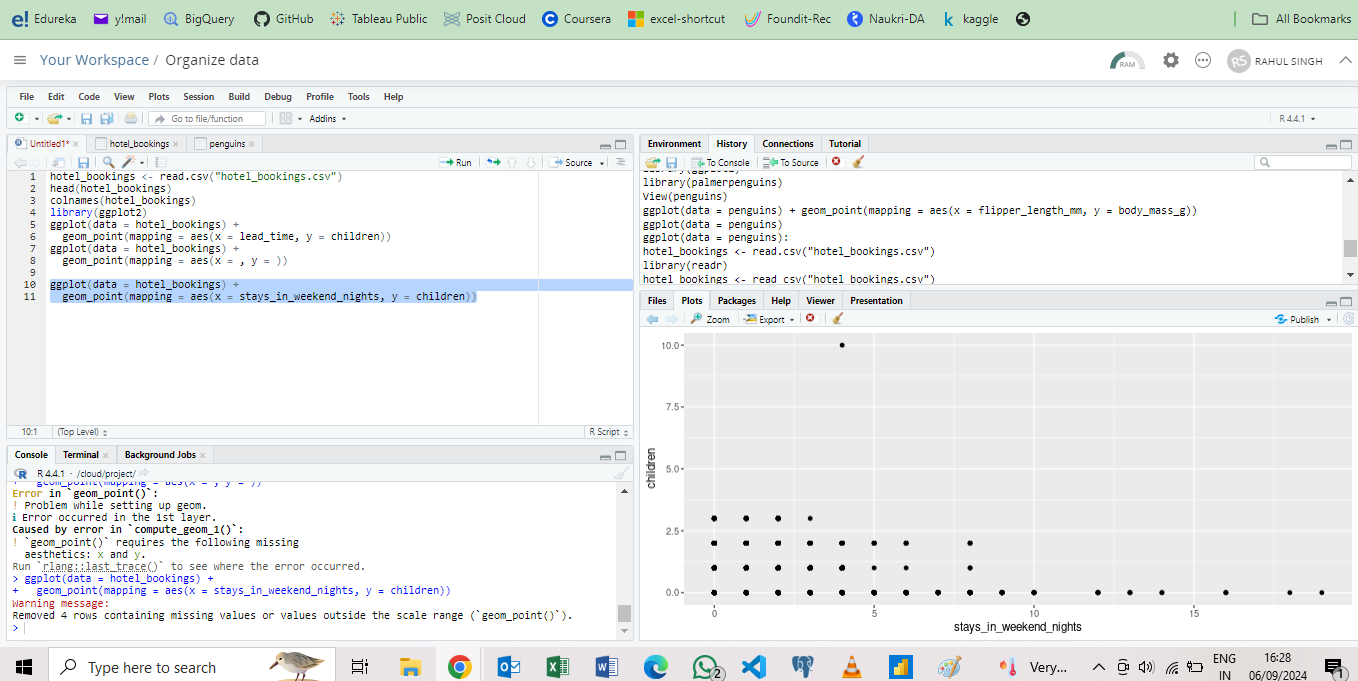 Edureka y!mail BigQuery GitHub Tableau Public Posit Cloud Coursera excel-shortcut Foundit-Rec Naukri-DA kaggle All Bookmarks
Your Workspace / Organize data
RAM
RS RAHUL SINGH
File Edit Code View Plots Session Build Debug Profile Tools Help
Go to file/function Addins R 4.4.1
Untitled1* hotel_bookings penguins
Run Source
1 hotel_bookings <- read.csv("hotel_bookings.csv")
2 head(hotel_bookings)
3 colnames(hotel_bookings)
4 library(ggplot2)
5 ggplot(data = hotel_bookings) +
6 geom_point(mapping = aes(x = lead_time, y = children))
7 ggplot(data = hotel_bookings) +
8 geom_point(mapping = aes(x = , y = ))
9
10 ggplot(data = hotel_bookings) +
11 geom_point(mapping = aes(x = stays_in_weekend_nights, y = children))
10:1 (Top Level) R Script
Console Terminal Background Jobs
R 4.4.1 · /cloud/project/
+ geom_point(mapping = aes(x = , y = ))
Error in `geom_point()`:
! Problem while setting up geom.
ℹ Error occurred in the 1st layer.
Caused by error in `compute_geom_1()`:
! `geom_point()` requires the following missing
aesthetics: x and y.
Run `rlang::last_trace()` to see where the error occurred.
> ggplot(data = hotel_bookings) +
+ geom_point(mapping = aes(x = stays_in_weekend_nights, y = children))
Warning message:
Removed 4 rows containing missing values or values outside the scale range (`geom_point()`).
>
Environment History Connections Tutorial
To Console To Source
library(ggplot2)
library(palmerpenguins)
View(penguins)
ggplot(data = penguins) + geom_point(mapping = aes(x = flipper_length_mm, y = body_mass_g))
ggplot(data = penguins)
ggplot(data = penguins):
hotel_bookings <- read.csv("hotel_bookings.csv")
library(readr)
hotel_bookings <- read_csv("hotel_bookings.csv")
Files Plots Packages Help Viewer Presentation
Zoom Export Publish
10.0
7.5
children
5.0
2.5
0.0
0 5 10 15
stays_in_weekend_nights
Type here to search
2
Very...
ENG
IN
16:28
06/09/2024
1